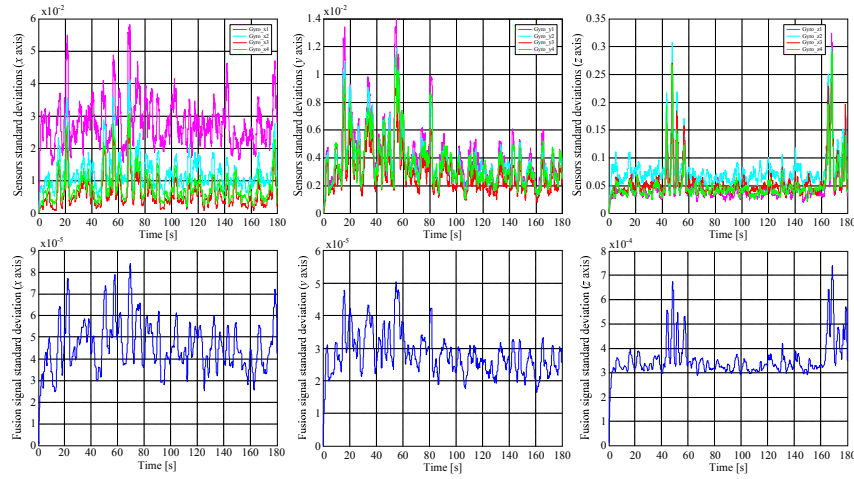 x10⁻²
Sensors standard deviations (x axis)
6
5
4
3
2
1
0
Gyro_x1
Gyro_x2
Gyro_x3
Gyro_x4
0 20 40 60 80 100 120 140 160 180
Time [s]
x10⁻²
Sensors standard deviations (y axis)
1.4
1.2
1.0
0.8
0.6
0.4
0.2
0
Gyro_y1
Gyro_y2
Gyro_y3
Gyro_y4
0 20 40 60 80 100 120 140 160 180
Time [s]
Sensors standard deviations (z axis)
0.35
0.3
0.25
0.2
0.15
0.1
0.05
0
0 20 40 60 80 100 120 140 160 180
Time [s]
x10⁻⁵
Fusion signal standard deviation (x axis)
9
8
7
6
5
4
3
2
1
0
0 20 40 60 80 100 120 140 160 180
Time [s]
x10⁻⁵
Fusion signal standard deviation (y axis)
6
5
4
3
2
1
0
0 20 40 60 80 100 120 140 160 180
Time [s]
x10⁻⁴
Fusion signal standard deviation (z axis)
8
7
6
5
4
3
2
1
0
0 20 40 60 80 100 120 140 160 180
Time [s]